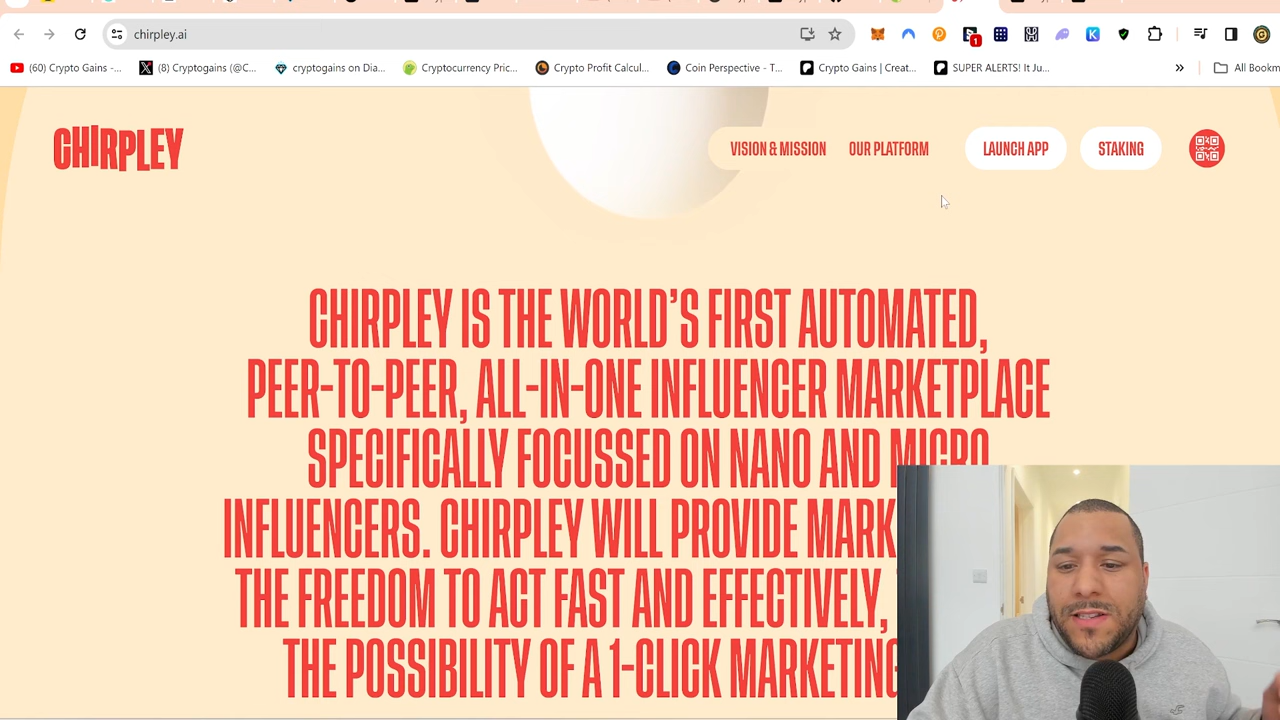 chirpley.ai
1
(60) Crypto Gains -...
(8) Cryptogains (@C...
cryptogains on Dia...
Cryptocurrency Pric...
Crypto Profit Calcul...
Coin Perspective - T...
Crypto Gains | Creat...
SUPER ALERTS! It Ju...
»
All Bookm
CHIRPLEY
VISION & MISSION
OUR PLATFORM
LAUNCH APP
STAKING
CHIRPLEY IS THE WORLD'S FIRST AUTOMATED,
PEER-TO-PEER, ALL-IN-ONE INFLUENCER MARKETPLACE
SPECIFICALLY FOCUSSED ON NANO AND MICRO
INFLUENCERS. CHIRPLEY WILL PROVIDE MARK
THE FREEDOM TO ACT FAST AND EFFECTIVELY,
THE POSSIBILITY OF A 1-CLICK MARKETING